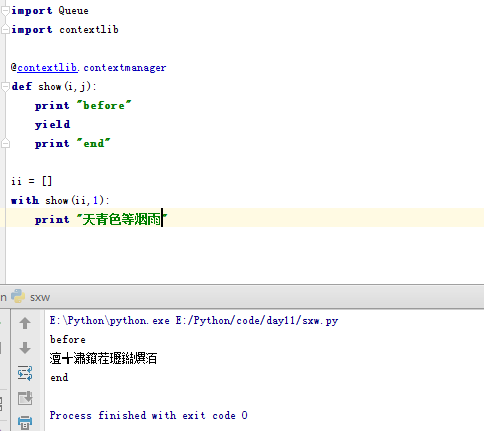 import Queue
import contextlib
@contextlib.contextmanager
def show(i,j):
print "before"
yield
print "end"
ii = []
with show(ii,1):
print "天青色等烟雨"
n sxw
E:\Python\python.exe E:/Python/code/day11/sxw.py
before
澶╅潚鑹茬瓑鐑熼洦
end
Process finished with exit code 0